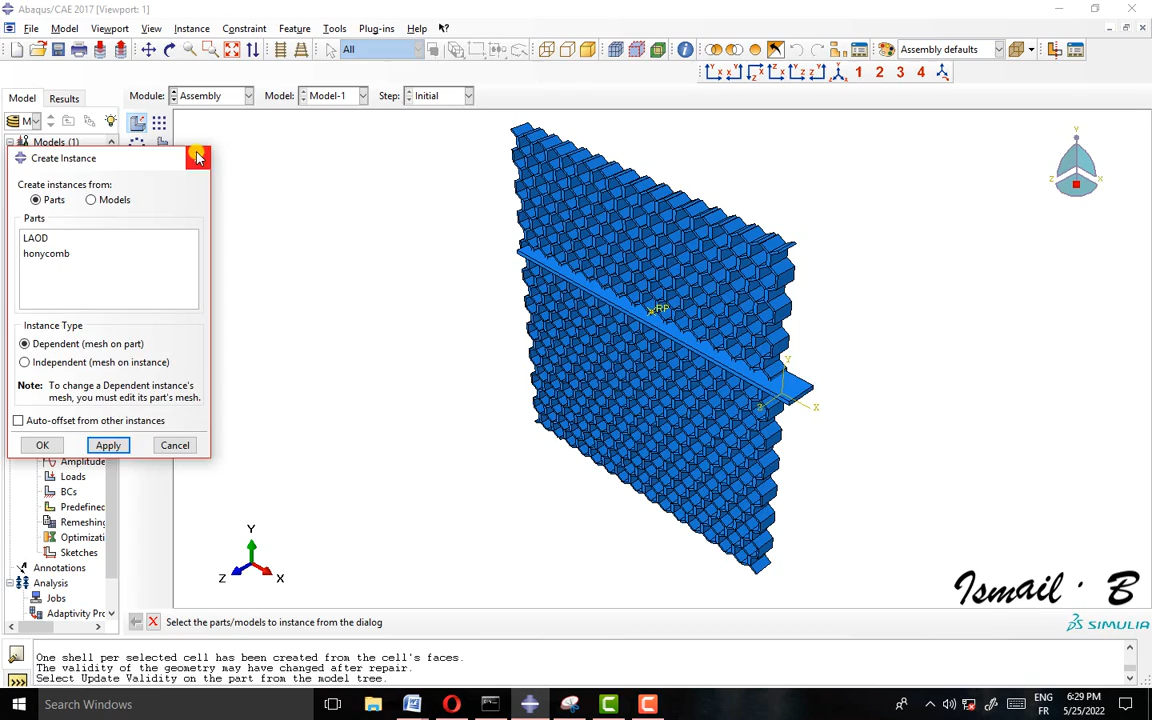 Abaqus/CAE 2017 [Viewport: 1]
File Model Viewport View Instance Constraint Feature Tools Plug-ins Help
All
Assembly defaults
1 2 3 4
Model Results
Module: Assembly Model: Model-1 Step: Initial
M
Models (1)
Create Instance
Create instances from:
Parts Models
Parts
LAOD
honycomb
Instance Type
Dependent (mesh on part)
Independent (mesh on instance)
Note: To change a Dependent instance's
mesh, you must edit its part's mesh.
Auto-offset from other instances
OK Apply Cancel
Amplitude
Loads
BCs
Predefined
Remeshing
Optimizati
Sketches
Annotations
Analysis
Jobs
Adaptivity Pro
RP
Y
X
Z
Y
Z X
Y
Z X
Ismail · B
SIMULIA
Select the parts/models to instance from the dialog
One shell per selected cell has been created from the cell's faces.
The validity of the geometry may have changed after repair.
Select Update Validity on the part from the model tree.
Search Windows
ENG
FR
6:29 PM
5/25/2022